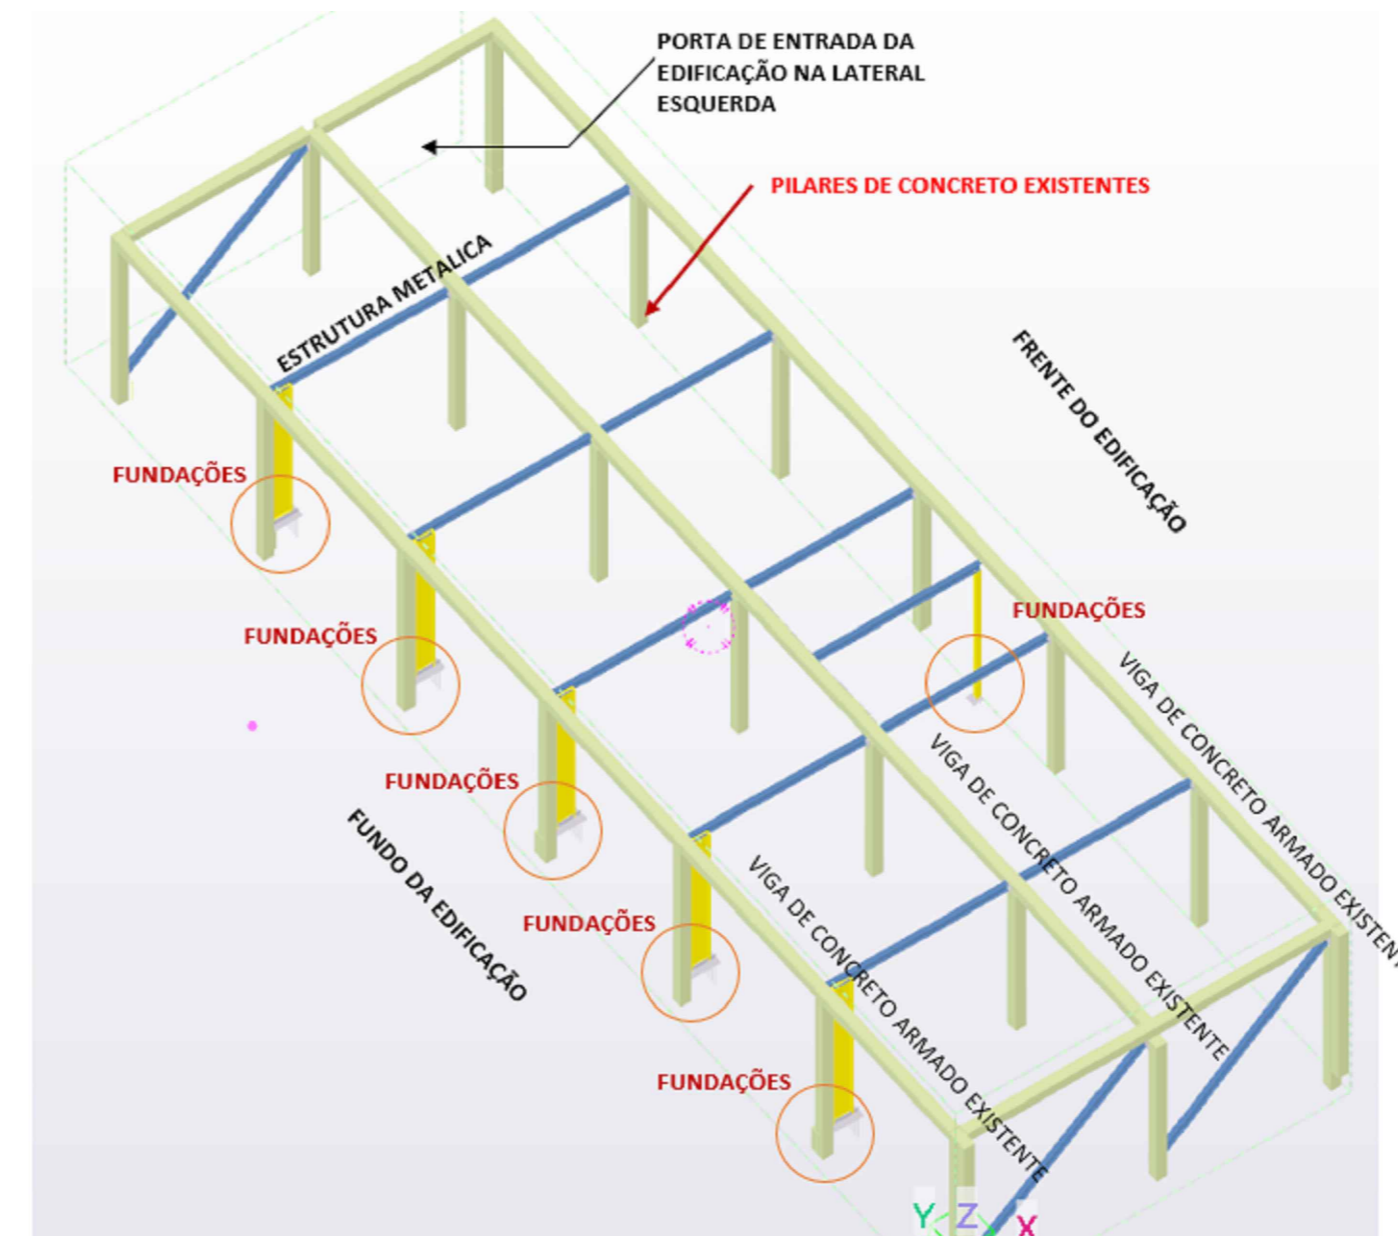 PORTA DE ENTRADA DA
EDIFICAÇÃO NA LATERAL
ESQUERDA
PILARES DE CONCRETO EXISTENTES
ESTRUTURA METALICA
FRENTE DO EDIFICAÇÃO
FUNDAÇÕES
FUNDAÇÕES
FUNDAÇÕES
VIGA DE CONCRETO ARMADO EXISTENT
VIGA DE CONCRETO ARMADO EXISTENTE
FUNDAÇÕES
FUNDO DA EDIFICAÇÃO
VIGA DE CONCRETO ARMADO EXISTENTE
FUNDAÇÕES
FUNDAÇÕES
Y Z X